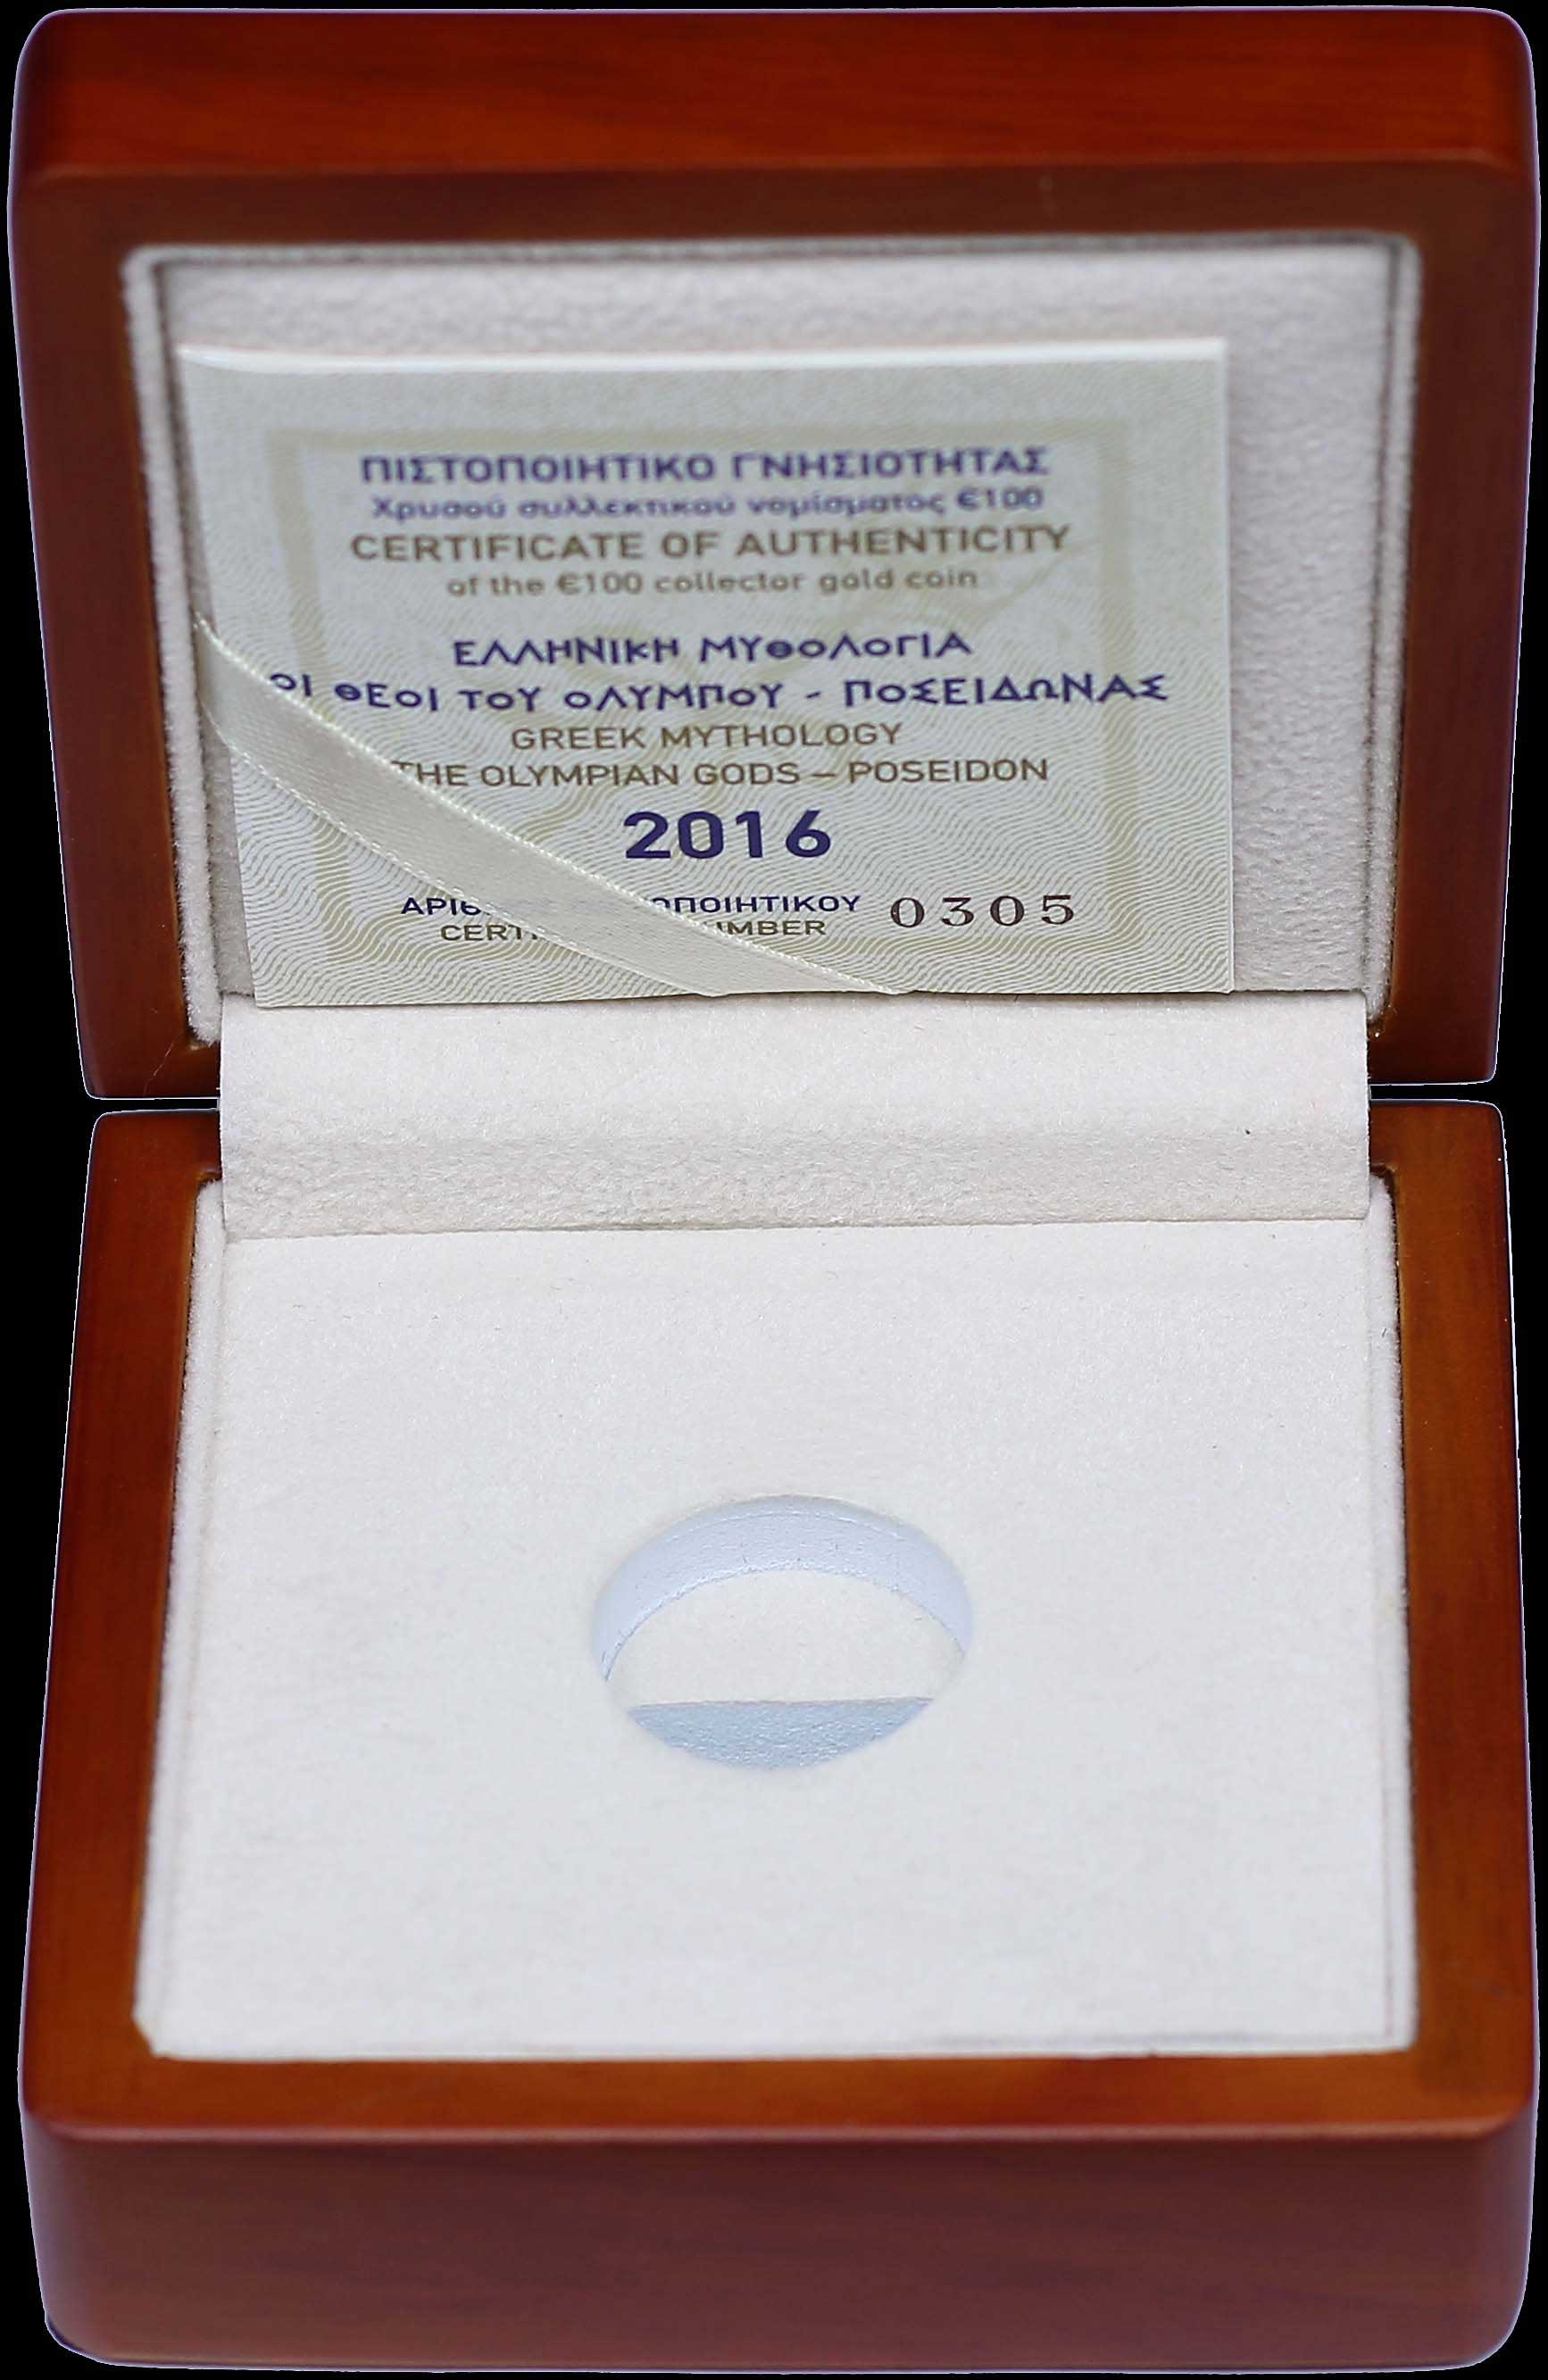 ΠΙΣΤΟΠΟΙΗΤΙΚΟ ΓΝΗΣΙΟΤΗΤΑΣ
Χρυσού συλλεκτικού νομίσματος €100
CERTIFICATE OF AUTHENTICITY
of the €100 collector gold coin
ΕΛΛΗΝΙΚΗ ΜΥΘΟΛΟΓΙΑ
ΟΙ ΘΕΟΙ ΤΟΥ ΟΛΥΜΠΟΥ - ΠΟΣΕΙΔΩΝΑΣ
GREEK MYTHOLOGY
THE OLYMPIAN GODS – POSEIDON
2016
0305